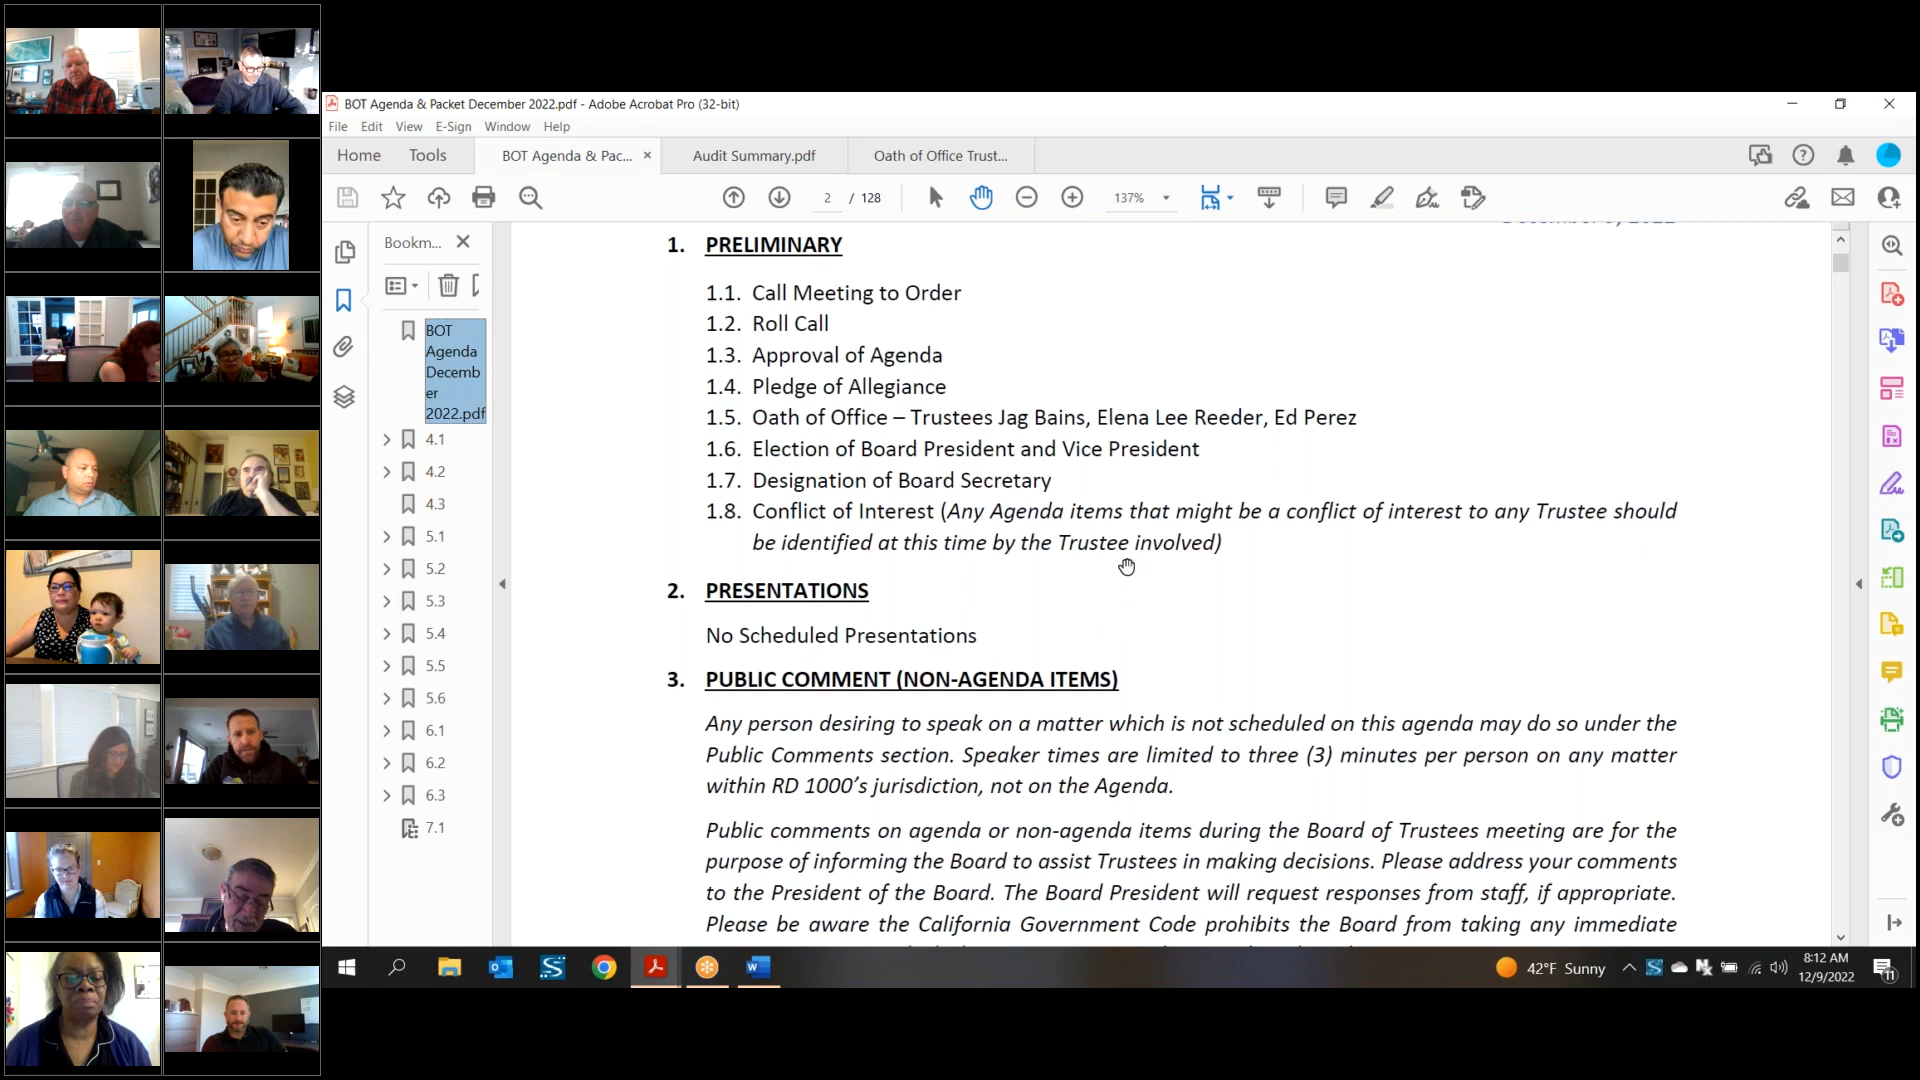 BOT Agenda & Packet December 2022.pdf - Adobe Acrobat Pro (32-bit)
File Edit View E-Sign Window Help
Home Tools BOT Agenda & Pac... Audit Summary.pdf Oath of Office Trust...
2 / 128 137%
Bookm...
BOT
Agenda
Decemb
er
2022.pdf
4.1
4.2
4.3
5.1
5.2
5.3
5.4
5.5
5.6
6.1
6.2
6.3
7.1
1. PRELIMINARY
1.1. Call Meeting to Order
1.2. Roll Call
1.3. Approval of Agenda
1.4. Pledge of Allegiance
1.5. Oath of Office – Trustees Jag Bains, Elena Lee Reeder, Ed Perez
1.6. Election of Board President and Vice President
1.7. Designation of Board Secretary
1.8. Conflict of Interest (Any Agenda items that might be a conflict of interest to any Trustee should
be identified at this time by the Trustee involved)
2. PRESENTATIONS
No Scheduled Presentations
3. PUBLIC COMMENT (NON-AGENDA ITEMS)
Any person desiring to speak on a matter which is not scheduled on this agenda may do so under the
Public Comments section. Speaker times are limited to three (3) minutes per person on any matter
within RD 1000’s jurisdiction, not on the Agenda.
Public comments on agenda or non-agenda items during the Board of Trustees meeting are for the
purpose of informing the Board to assist Trustees in making decisions. Please address your comments
to the President of the Board. The Board President will request responses from staff, if appropriate.
Please be aware the California Government Code prohibits the Board from taking any immediate
42°F Sunny
8:12 AM
12/9/2022
11